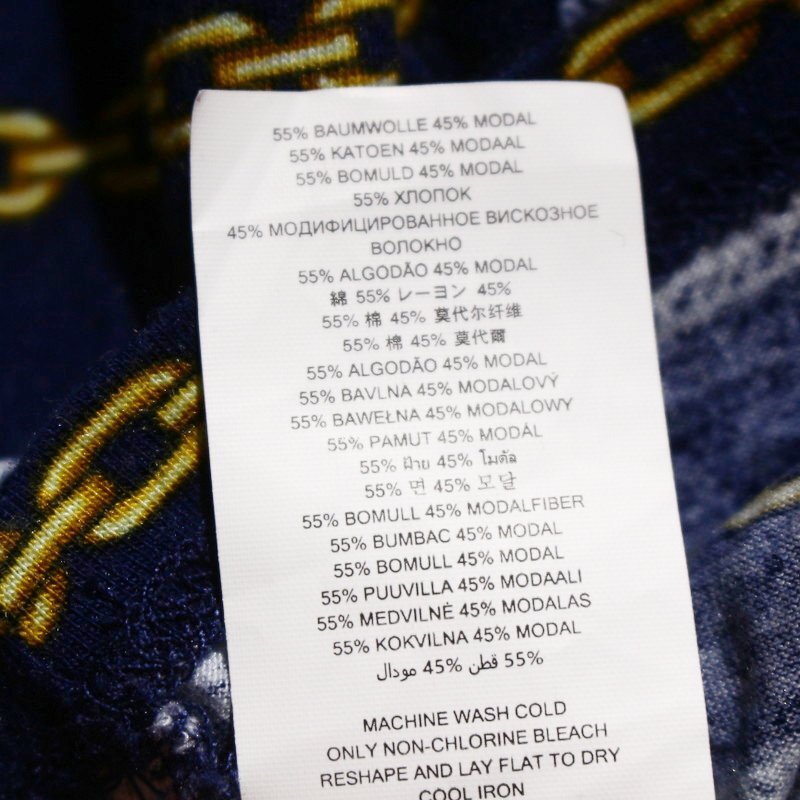 55% BAUMWOLLE 45% MODAL
55% KATOEN 45% MODAAL
55% BOMULD 45% MODAL
55% ХЛОПОК
45% МОДИФИЦИРОВАННОЕ ВИСКОЗНОЕ
ВОЛОКНО
55% ALGODÃO 45% MODAL
綿 55% レーヨン 45%
55% 棉 45% 莫代尔纤维
55% 棉 45% 莫代爾
55% ALGODÃO 45% MODAL
55% BAVLNA 45% MODALOVÝ
55% BAWEŁNA 45% MODALOWY
55% PAMUT 45% MODÁL
55% ฝ้าย 45% โมดัล
55% 면 45% 모달
55% BOMULL 45% MODALFIBER
55% BUMBAC 45% MODAL
55% BOMULL 45% MODAL
55% PUUVILLA 45% MODAALI
55% MEDVILNĖ 45% MODALAS
55% KOKVILNA 45% MODAL
55% قطن 45% مودال
MACHINE WASH COLD
ONLY NON-CHLORINE BLEACH
RESHAPE AND LAY FLAT TO DRY
COOL IRON